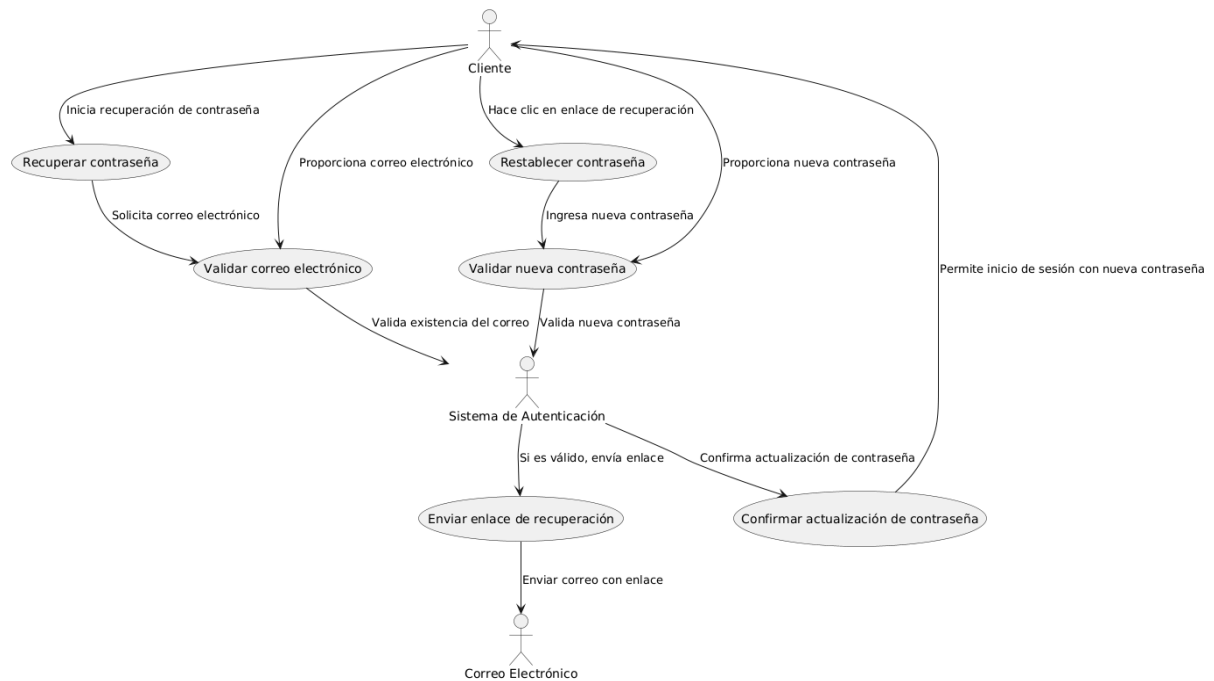 Cliente
Inicia recuperación de contraseña
Hace clic en enlace de recuperación
Recuperar contraseña
Proporciona correo electrónico
Restablecer contraseña
Proporciona nueva contraseña
Solicita correo electrónico
Ingresa nueva contraseña
Validar correo electrónico
Validar nueva contraseña
Permite inicio de sesión con nueva contraseña
Valida existencia del correo
Valida nueva contraseña
Sistema de Autenticación
Si es válido, envía enlace
Confirma actualización de contraseña
Enviar enlace de recuperación
Confirmar actualización de contraseña
Enviar correo con enlace
Correo Electrónico